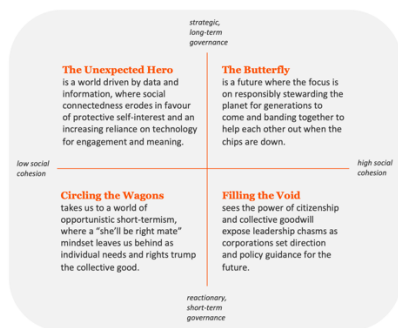 strategic,
long-term
governance
The Unexpected Hero
is a world driven by data and
information, where social
connectedness erodes in favour
of protective self-interest and an
increasing reliance on technology
for engagement and meaning.
The Butterfly
is a future where the focus is
on responsibly stewarding the
planet for generations to
come and banding together to
help each other out when the
chips are down.
low social
cohesion
high social
cohesion
Circling the Wagons
takes us to a world of
opportunistic short-termism,
where a “she’ll be right mate”
mindset leaves us behind as
individual needs and rights trump
the collective good.
Filling the Void
sees the power of citizenship
and collective goodwill
expose leadership chasms as
corporations set direction
and policy guidance for the
future.
reactionary,
short-term
governance